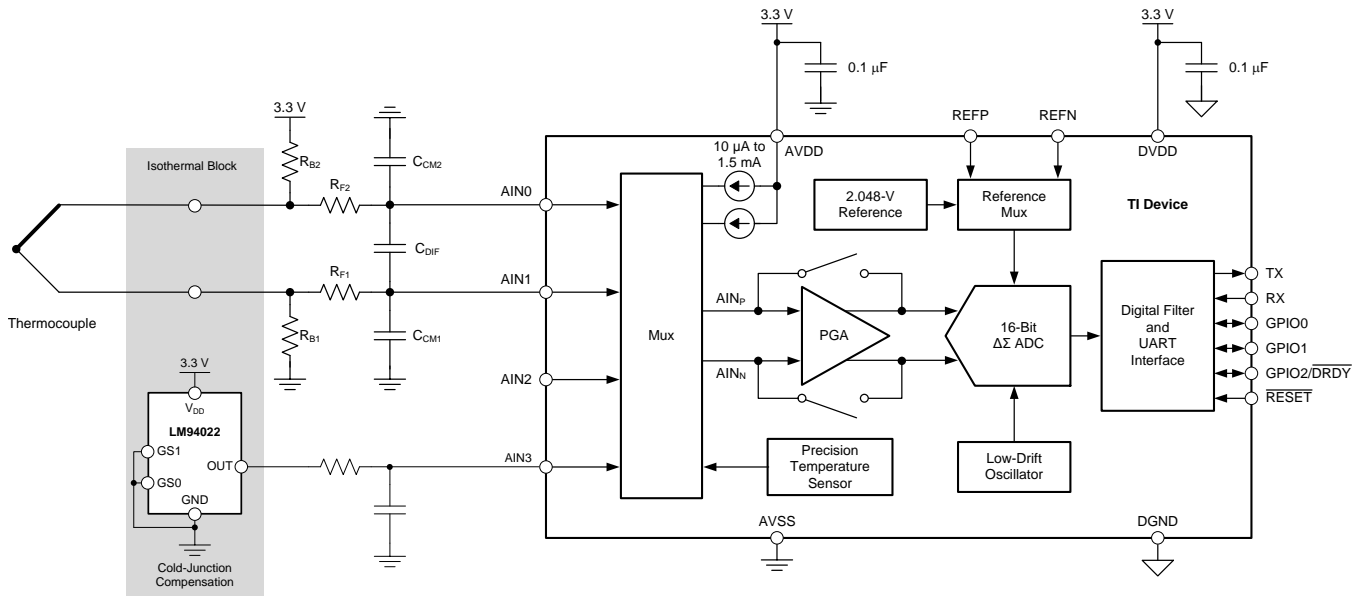 3.3 V
0.1 μF
3.3 V
0.1 μF
3.3 V
Isothermal Block
R_B2
R_F2
C_CM2
C_DIF
R_F1
R_B1
C_CM1
Thermocouple
3.3 V
V_DD
LM94022
GS1
GS0
OUT
GND
Cold-Junction
Compensation
AIN0
AIN1
AIN2
AIN3
Mux
10 μA to
1.5 mA
AVDD
REFP
REFN
DVDD
2.048-V
Reference
Reference
Mux
TI Device
AIN_P
AIN_N
PGA
16-Bit
ΔΣ ADC
Digital Filter
and
UART
Interface
Precision
Temperature
Sensor
Low-Drift
Oscillator
TX
RX
GPIO0
GPIO1
GPIO2/D̅R̅D̅Y̅
R̅E̅S̅E̅T̅
AVSS
DGND